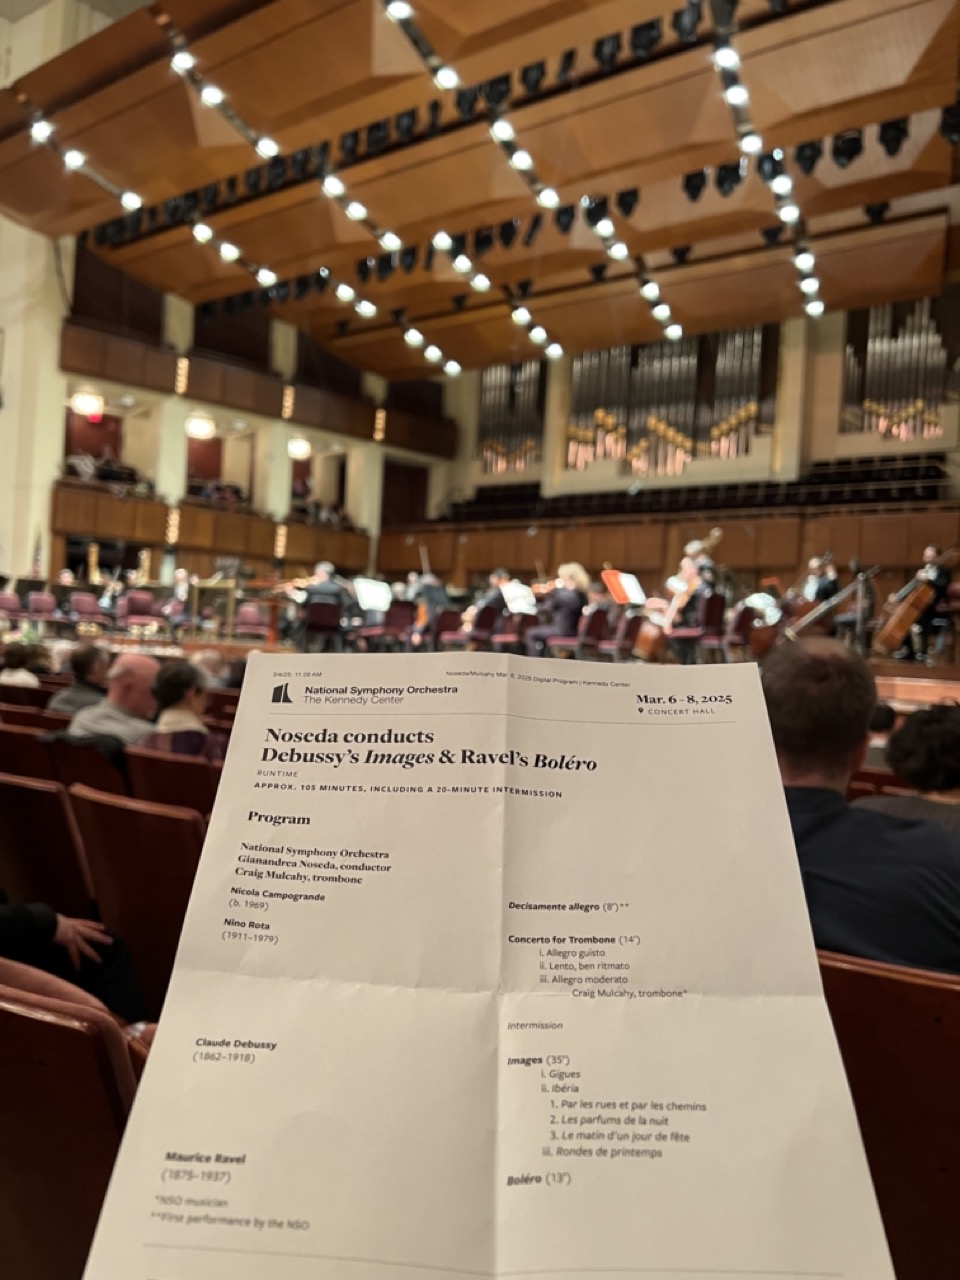 3/4/25, 11:09 AM
Noseda/Mulcahy Mar. 6, 2025 Digital Program | Kennedy Center
National Symphony Orchestra
The Kennedy Center
Mar. 6 – 8, 2025
CONCERT HALL
Noseda conducts
Debussy's Images & Ravel's Boléro
RUNTIME
APPROX. 105 MINUTES, INCLUDING A 20-MINUTE INTERMISSION
Program
National Symphony Orchestra
Gianandrea Noseda, conductor
Craig Mulcahy, trombone
Nicola Campogrande
(b. 1969)
Decisamente allegro (8')**
Nino Rota
(1911–1979)
Concerto for Trombone (14')
i. Allegro guisto
ii. Lento, ben ritmato
iii. Allegro moderato
Craig Mulcahy, trombone*
Intermission
Claude Debussy
(1862–1918)
Images (35')
i. Gigues
ii. Ibéria
1. Par les rues et par les chemins
2. Les parfums de la nuit
3. Le matin d'un jour de fête
iii. Rondes de printemps
Maurice Ravel
(1875–1937)
Boléro (13')
*NSO musician
**First performance by the NSO